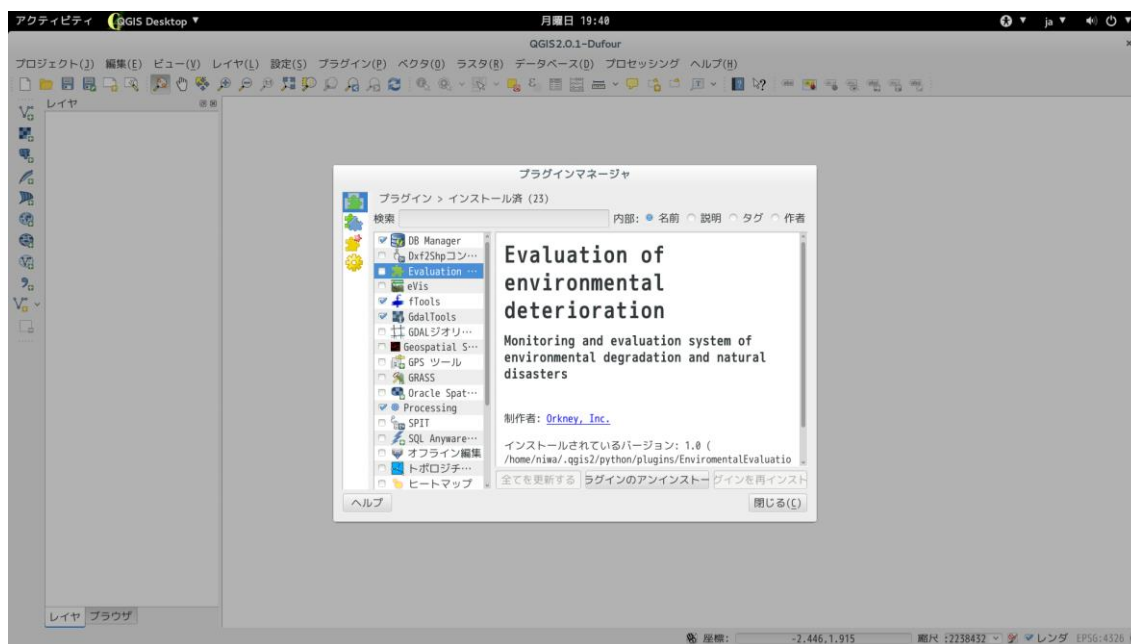 アクティビティ QGIS Desktop ▼ 月曜日 19:40 ja ▼
QGIS2.0.1-Dufour
プロジェクト(J) 編集(E) ビュー(V) レイヤ(L) 設定(S) プラグイン(P) ベクタ(O) ラスタ(R) データベース(D) プロセッシング ヘルプ(H)
レイヤ
プラグインマネージャ
プラグイン > インストール済 (23)
検索 内部: 名前 説明 タグ 作者
DB Manager
Dxf2Shpコン…
Evaluation …
eVis
fTools
GdalTools
GDALジオリ…
Geospatial S…
GPS ツール
GRASS
Oracle Spat…
Processing
SPIT
SQL Anyware…
オフライン編集
トポロジチ…
ヒートマップ
Evaluation of
environmental
deterioration
Monitoring and evaluation system of
environmental degradation and natural
disasters
制作者: Orkney, Inc.
インストールされているバージョン: 1.0 (
/home/niwa/.qgis2/python/plugins/EnviromentalEvaluatio
全てを更新する ラグインのアンインストー グインを再インスト
ヘルプ 閉じる(C)
レイヤ ブラウザ
座標: -2.446,1.915 縮尺 :2238432 レンダ EPSG:4326